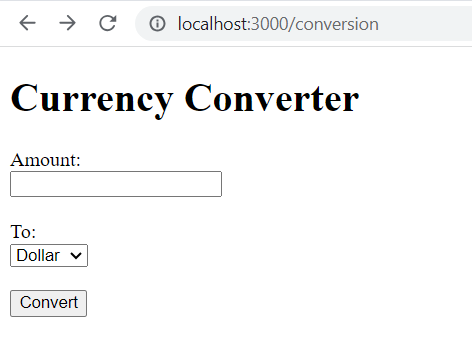 localhost:3000/conversion
Currency Converter
Amount:
To:
Dollar
Convert